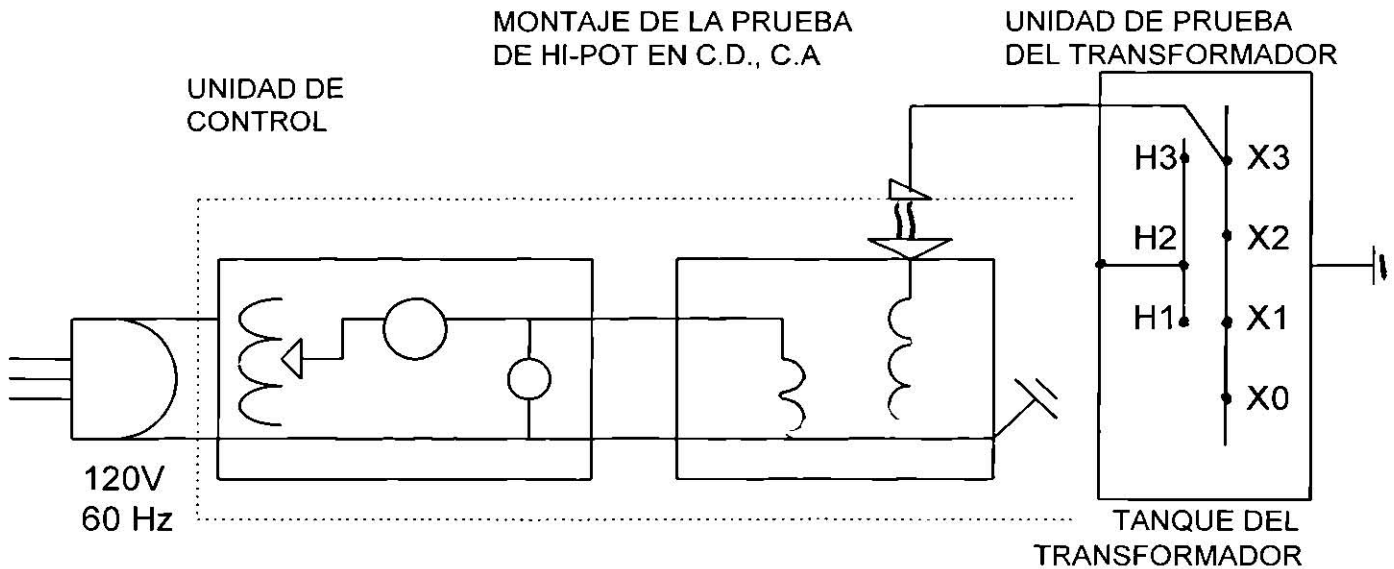 MONTAJE DE LA PRUEBA
DE HI-POT EN C.D., C.A
UNIDAD DE PRUEBA
DEL TRANSFORMADOR
UNIDAD DE
CONTROL
H3
X3
H2
X2
H1
X1
X0
120V
60 Hz
TANQUE DEL
TRANSFORMADOR